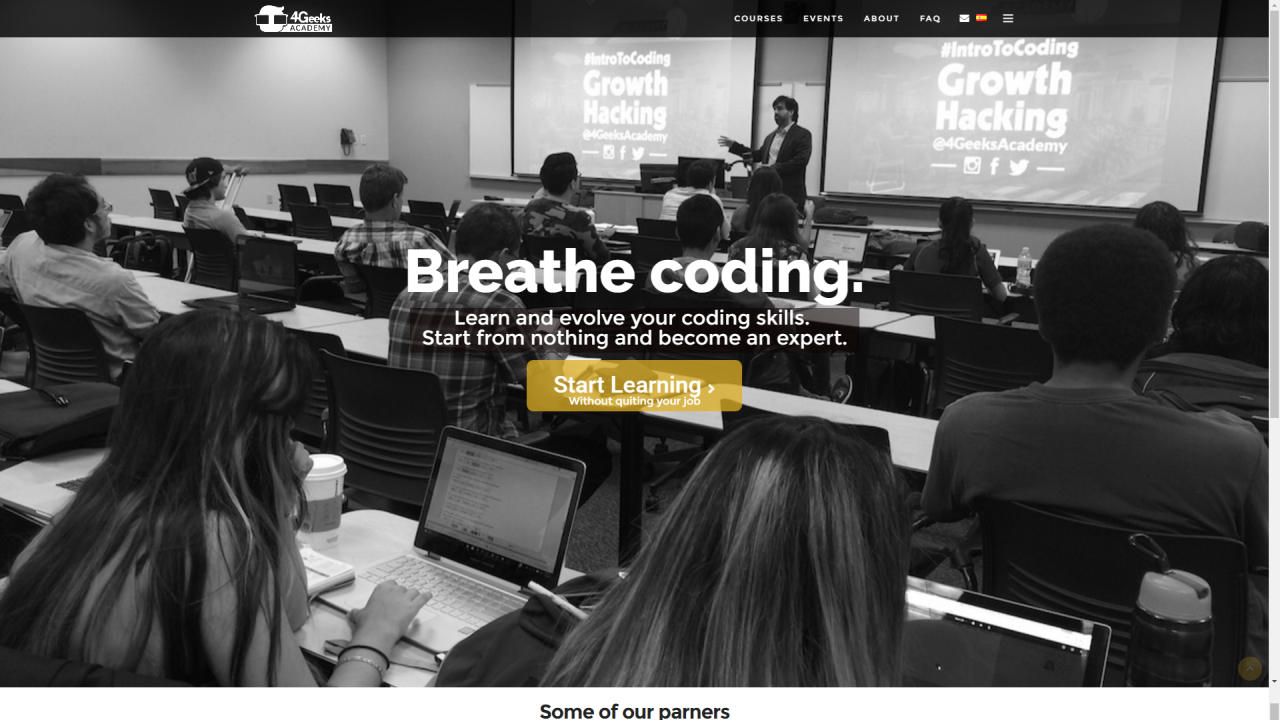 4Geeks
ACADEMY
COURSES EVENTS ABOUT FAQ
#IntroToCoding
Growth
Hacking
@4GeeksAcademy
#IntroToCoding
Growth
Hacking
@4GeeksAcademy
Breathe coding.
Learn and evolve your coding skills.
Start from nothing and become an expert.
Start Learning ›
Without quiting your job
Some of our parners